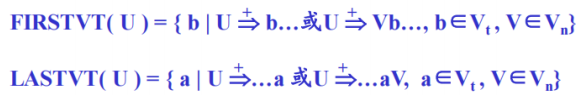 FIRSTVT( U ) = { b | U ⇒⁺ b…或U ⇒⁺ Vb…, b∈Vₜ , V∈Vₙ}
LASTVT( U ) = { a | U ⇒⁺…a 或U ⇒⁺…aV, a∈Vₜ , V∈Vₙ}